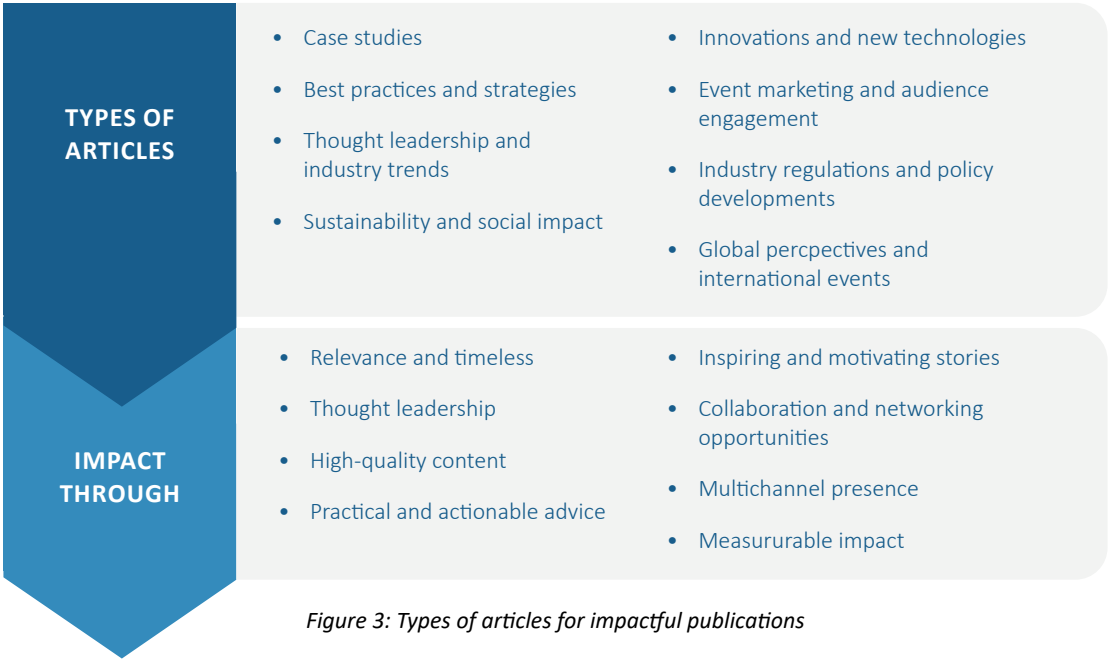 TYPES OF
ARTICLES
• Case studies
• Best practices and strategies
• Thought leadership and
industry trends
• Sustainability and social impact
• Innovations and new technologies
• Event marketing and audience
engagement
• Industry regulations and policy
developments
• Global percpectives and
international events
IMPACT
THROUGH
• Relevance and timeless
• Thought leadership
• High-quality content
• Practical and actionable advice
• Inspiring and motivating stories
• Collaboration and networking
opportunities
• Multichannel presence
• Measururable impact
Figure 3: Types of articles for impactful publications